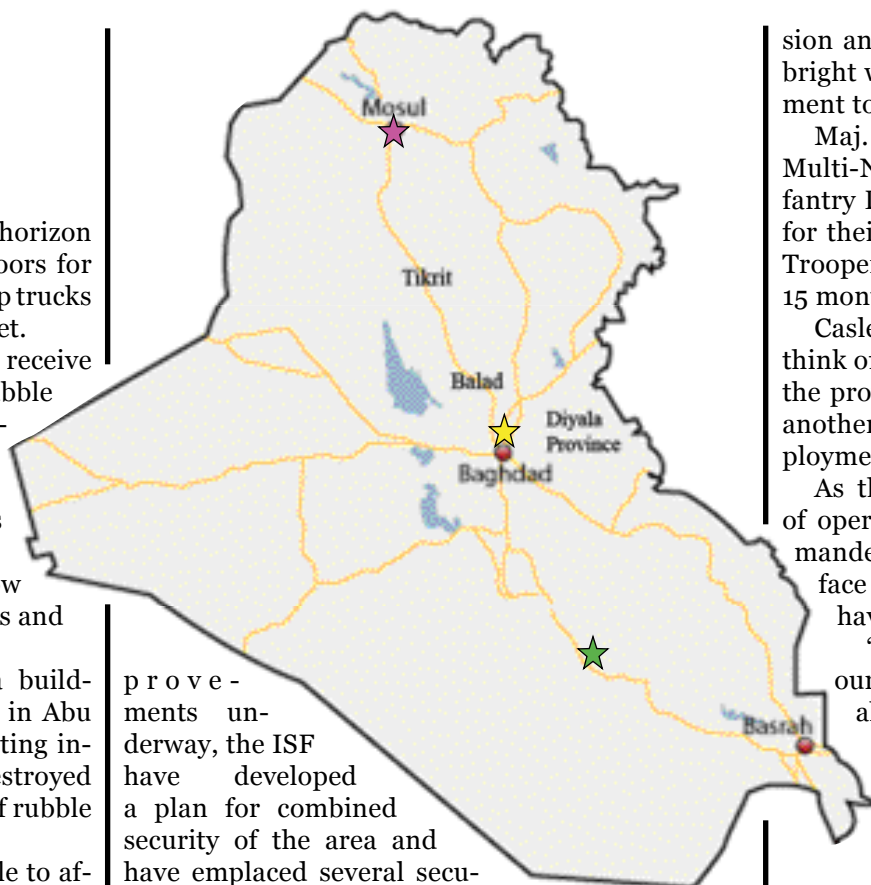 horizon
oors for
p trucks
et.
receive
bble
-
s
w
s and
build-
in Abu
ting in-
estroyed
f rubble
le to af-
prove-
ments un-
derway, the ISF
have developed
a plan for combined
security of the area and
have emplaced several secu-
Mosul
Tikrit
Balad
Diyala
Province
Baghdad
Basrah
sion an
bright w
ment to
Maj.
Multi-N
fantry
for thei
Trooper
15 mont
Casle
think of
the pro
another
ployme
As th
of oper
mande
face
hav
“
our
al